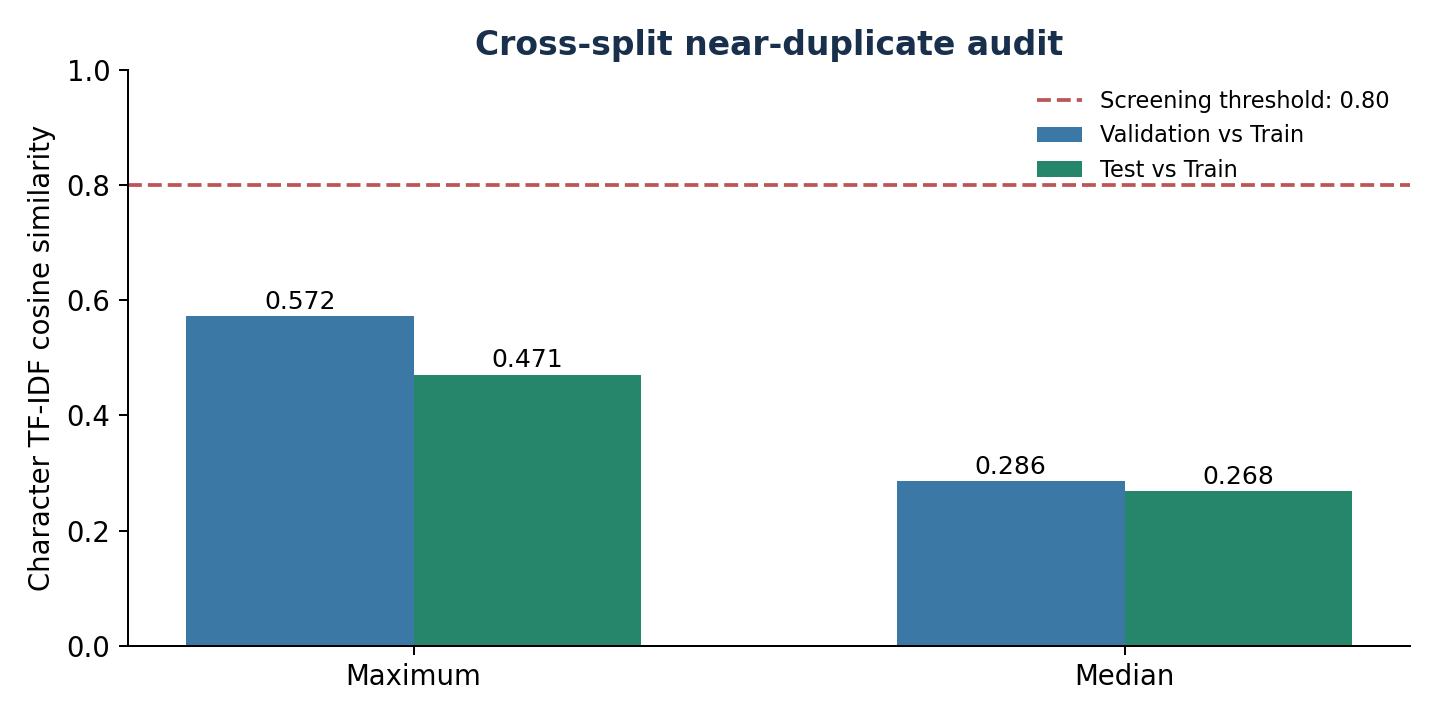 Cross-split near-duplicate audit
Character TF-IDF cosine similarity
1.0
0.8
0.6
0.4
0.2
0.0
Screening threshold: 0.80
Validation vs Train
Test vs Train
0.572
0.471
0.286
0.268
Maximum
Median